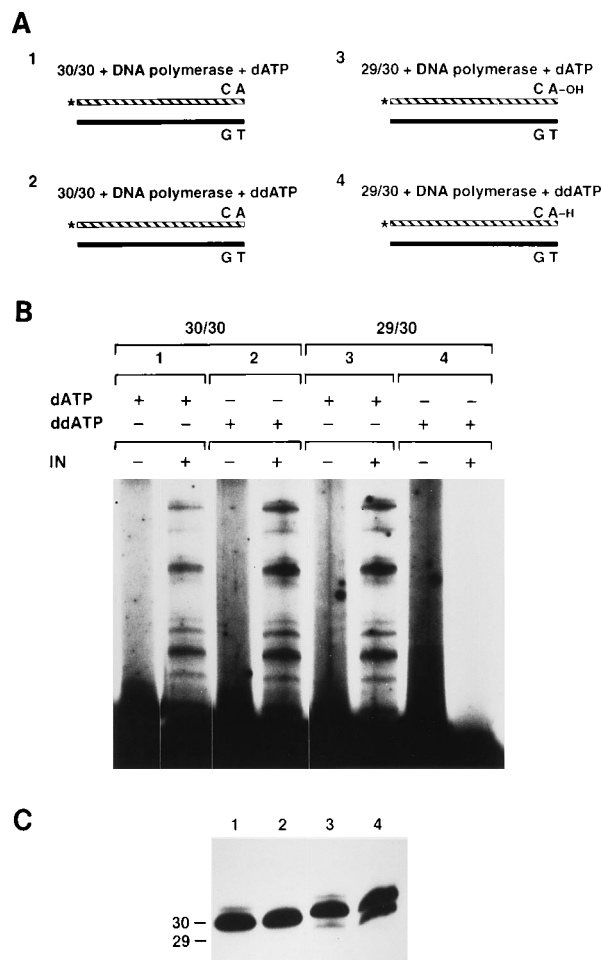 A
1
30/30 + DNA polymerase + dATP
C A
*
G T
3
29/30 + DNA polymerase + dATP
C A–OH
*
G T
2
30/30 + DNA polymerase + ddATP
C A
*
G T
4
29/30 + DNA polymerase + ddATP
C A–H
*
G T
B
30/30 29/30
1 2 3 4
dATP + + – – + + – –
ddATP – – + + – – + +
IN – + – + – + – +
C
1 2 3 4
30 –
29 –